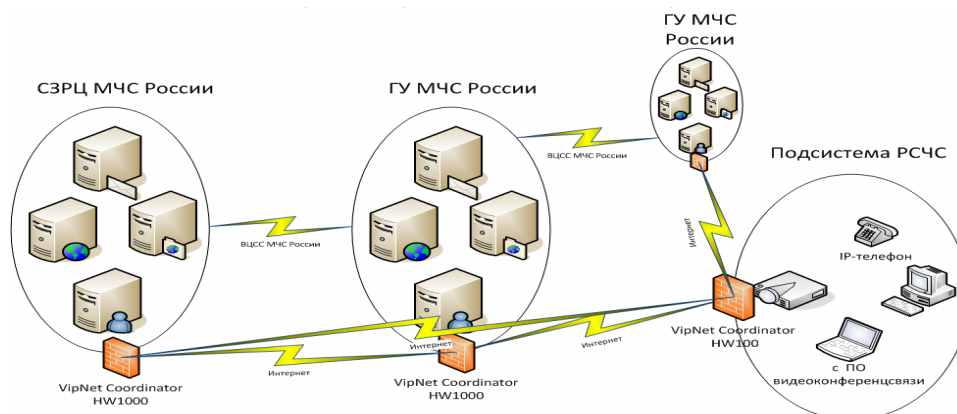 ГУ МЧС
России
СЗРЦ МЧС России
ГУ МЧС России
ВЦСС МЧС России
Подсистема РСЧС
ВЦСС МЧС России
Интернет
IP-телефон
Интернет
Интернет
Интернет
VipNet Coordinator
HW100
VipNet Coordinator
HW1000
VipNet Coordinator
HW1000
с ПО
видеоконференцсвязи